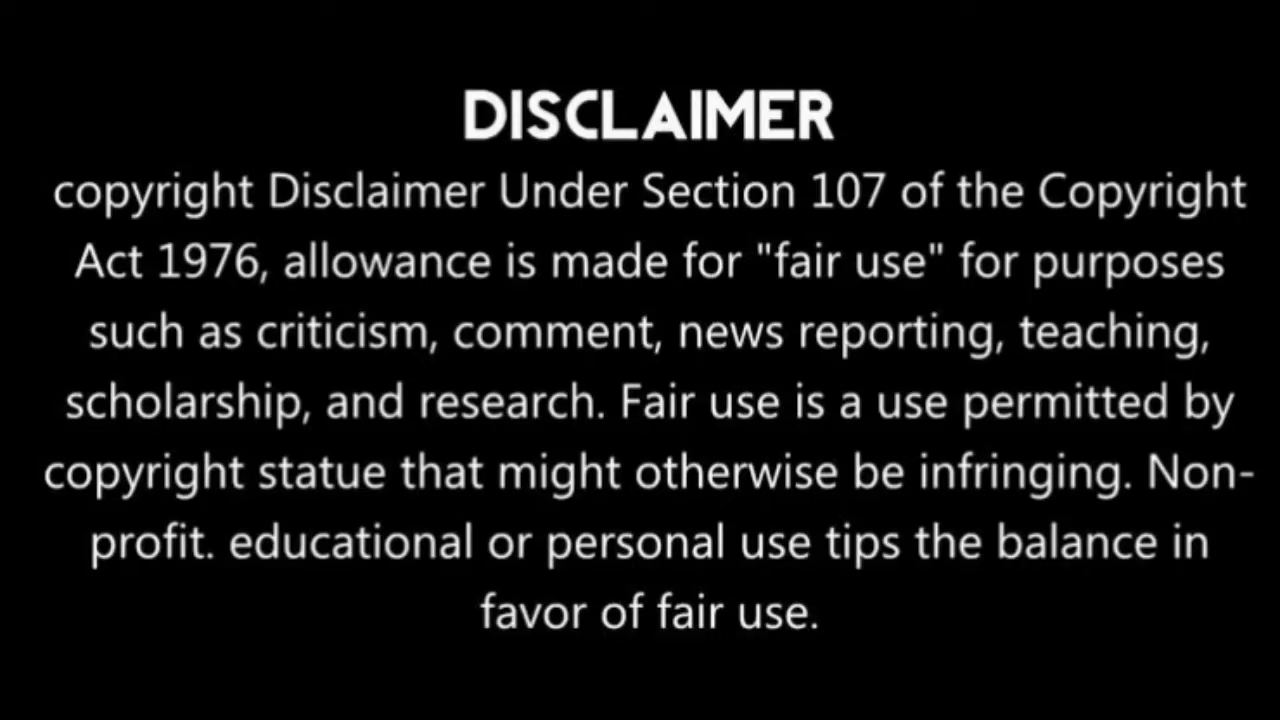 DISCLAIMER
copyright Disclaimer Under Section 107 of the Copyright
Act 1976, allowance is made for "fair use" for purposes
such as criticism, comment, news reporting, teaching,
scholarship, and research. Fair use is a use permitted by
copyright statue that might otherwise be infringing. Non-
profit. educational or personal use tips the balance in
favor of fair use.